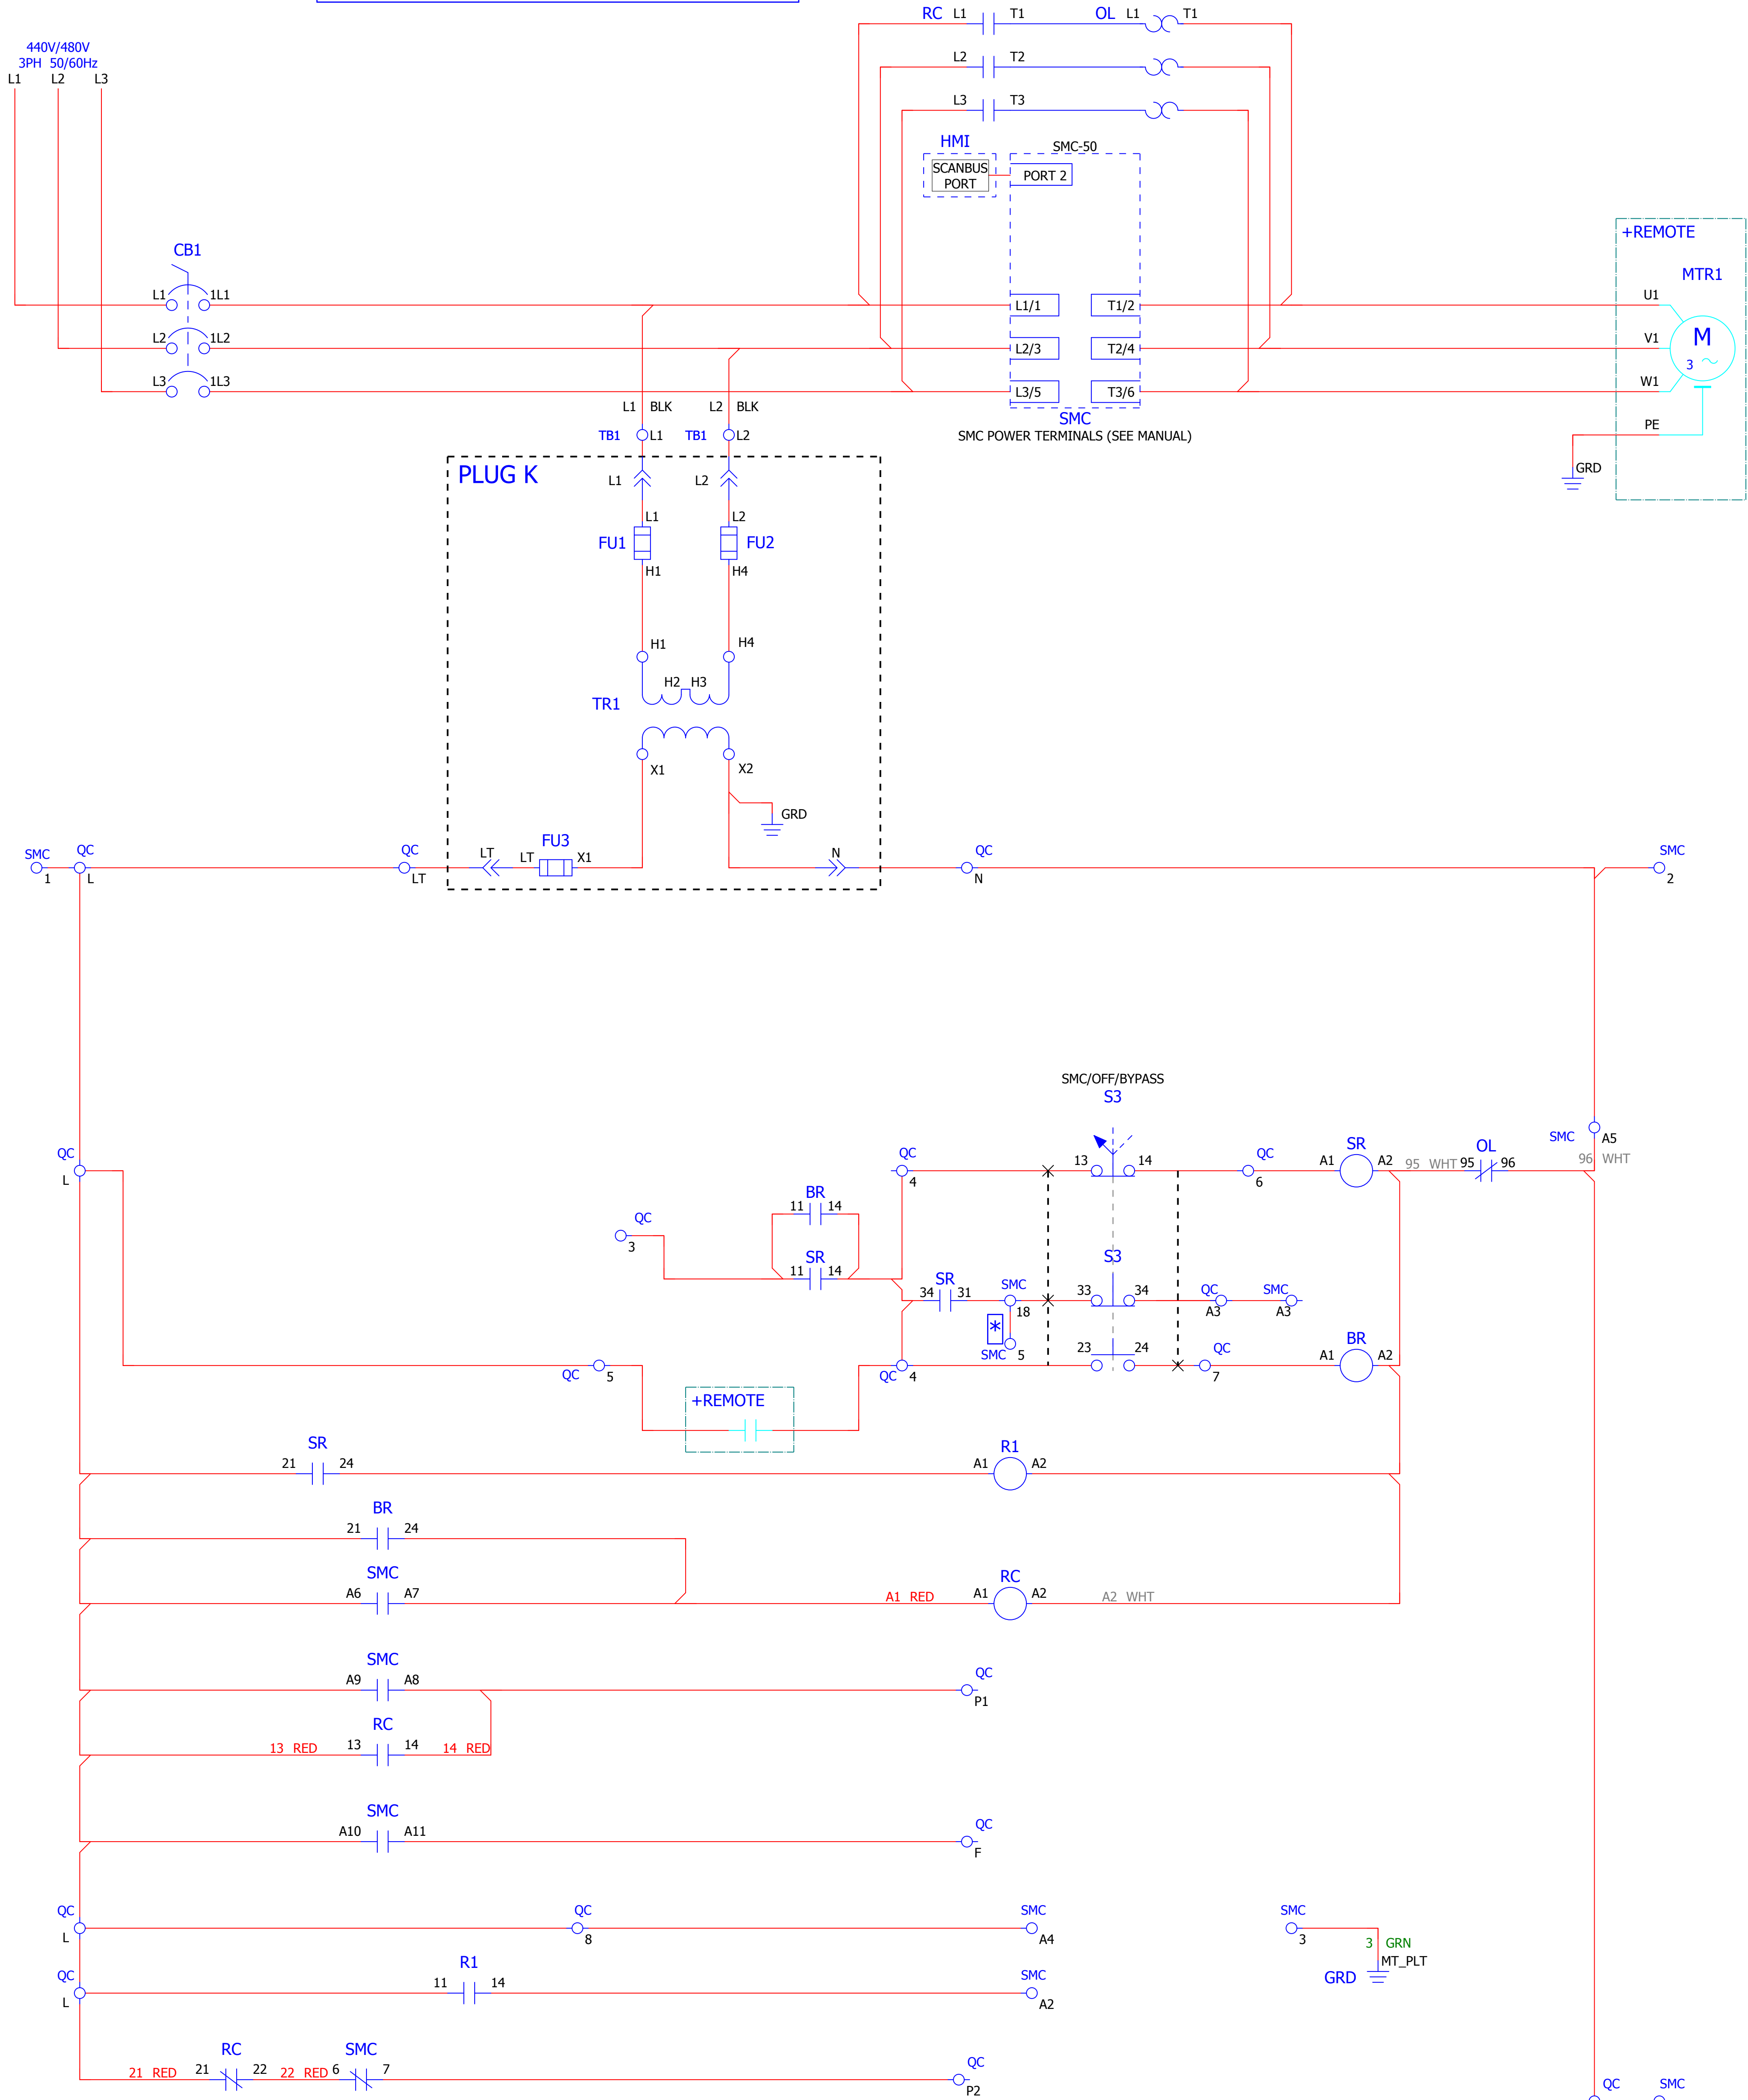 RC L1 T1 OL L1 T1
440V/480V
3PH 50/60Hz
L1 L2 L3
L2 T2
L3 T3
HMI
SMC-50
SCANBUS
PORT
PORT 2
+REMOTE
CB1
MTR1
L1 1L1
L1/1 T1/2
U1
L2 1L2
L2/3 T2/4
V1
M
3
L3 1L3
L3/5 T3/6
W1
L1 BLK L2 BLK
SMC
SMC POWER TERMINALS (SEE MANUAL)
PE
TB1 L1 TB1 L2
GRD
PLUG K
L1 L2
L1 L2
FU1 FU2
H1 H4
H1 H4
H2 H3
TR1
X1 X2
GRD
FU3
SMC QC QC LT LT X1 N QC SMC
1 L LT N 2
SMC/OFF/BYPASS
S3
SMC A5
QC QC 13 14 QC SR OL
A1 A2 95 WHT 95 96 96 WHT
L 4 6
BR
11 14
QC
3
SR
11 14
S3
SR
34 31 SMC 33 34 QC SMC
18 A3 A3
*
SMC 5
23 24 QC BR
A1 A2
QC 5 QC 4 7
+REMOTE
SR
21 24
R1
A1 A2
BR
21 24
SMC
A6 A7
RC
A1 RED A1 A2 A2 WHT
SMC
A9 A8
QC
P1
RC
13 RED 13 14 14 RED
SMC
A10 A11
QC
F
QC QC SMC SMC
L 8 A4 3
3 GRN
MT_PLT
GRD
QC R1 SMC
11 14
L A2
RC SMC
21 RED 21 22 22 RED 6 7
QC
P2
QC SMC